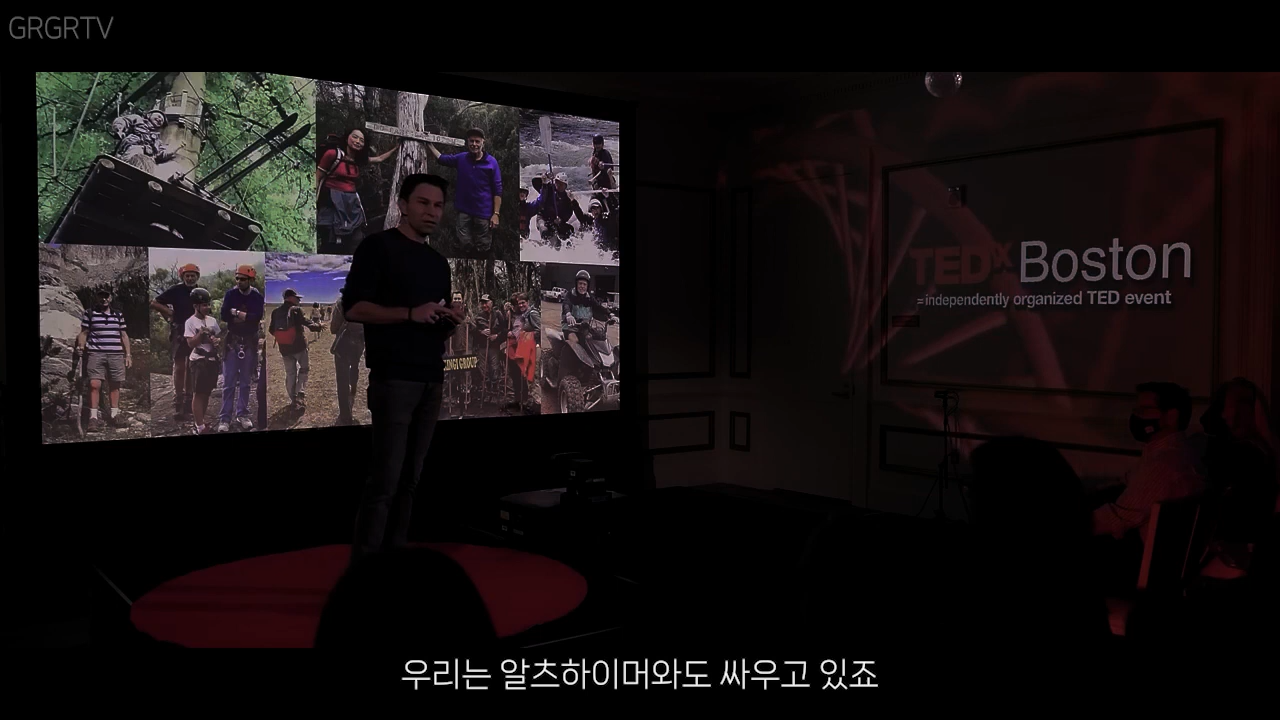 GRGRTV
TEDx Boston
=independently organized TED event
GROUP
우리는 알츠하이머와도 싸우고 있죠